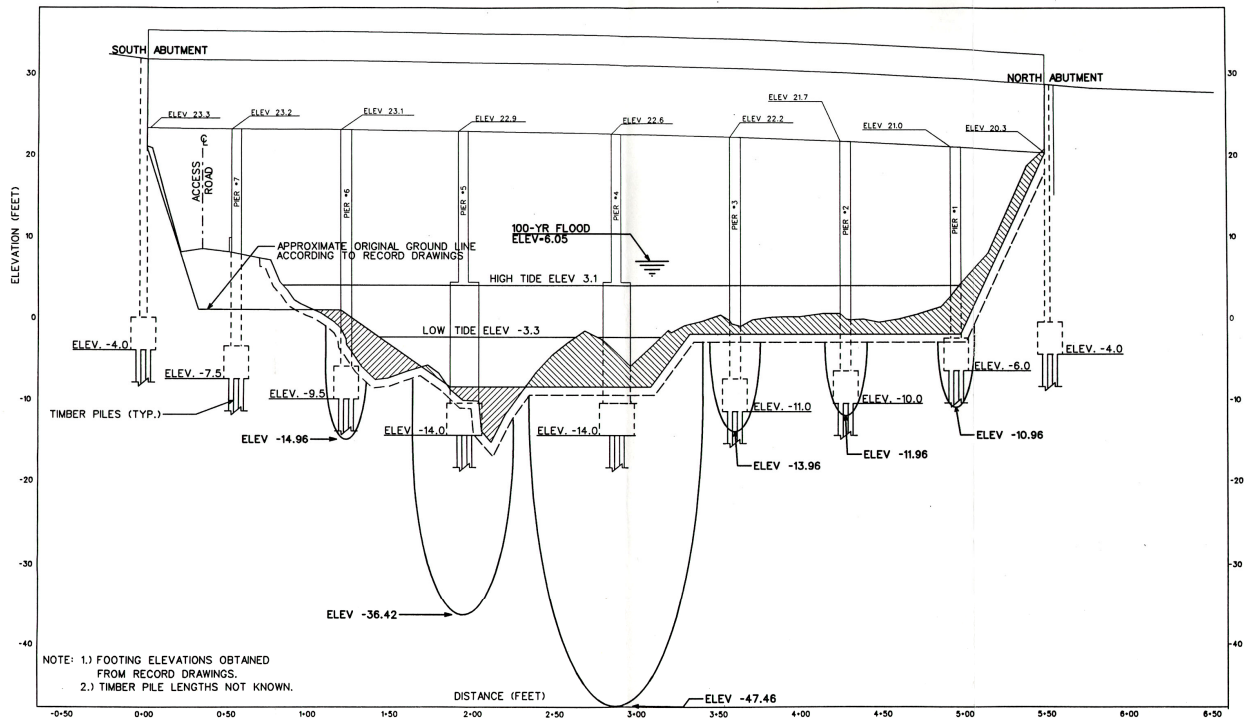 SOUTH ABUTMENT
NORTH ABUTMENT
30
30
ELEV 23.3
ELEV 23.2
ELEV 23.1
ELEV 22.9
ELEV 22.6
ELEV 22.2
ELEV 21.7
ELEV 21.0
ELEV 20.3
20
20
℄
ACCESS
ROAD
PIER #7
PIER #6
PIER #5
PIER #4
PIER #3
PIER #2
PIER #1
ELEVATION (FEET)
100-YR FLOOD
ELEV=6.05
10
10
APPROXIMATE ORIGINAL GROUND LINE
ACCORDING TO RECORD DRAWINGS
HIGH TIDE ELEV 3.1
0
0
LOW TIDE ELEV -3.3
ELEV. -4.0
ELEV. -4.0
ELEV. -7.5
ELEV. -6.0
ELEV. -9.5
-10
-10
ELEV. -11.0
ELEV. -10.0
TIMBER PILES (TYP.)
ELEV. -14.0
ELEV. -14.0
ELEV -14.96
ELEV -10.96
ELEV -11.96
ELEV -13.96
-20
-20
-30
-30
ELEV -36.42
-40
-40
NOTE: 1.) FOOTING ELEVATIONS OBTAINED
FROM RECORD DRAWINGS.
2.) TIMBER PILE LENGTHS NOT KNOWN.
DISTANCE (FEET)
ELEV -47.46
-0+50 0+00 0+50 1+00 1+50 2+00 2+50 3+00 3+50 4+00 4+50 5+00 5+50 6+00 6+50